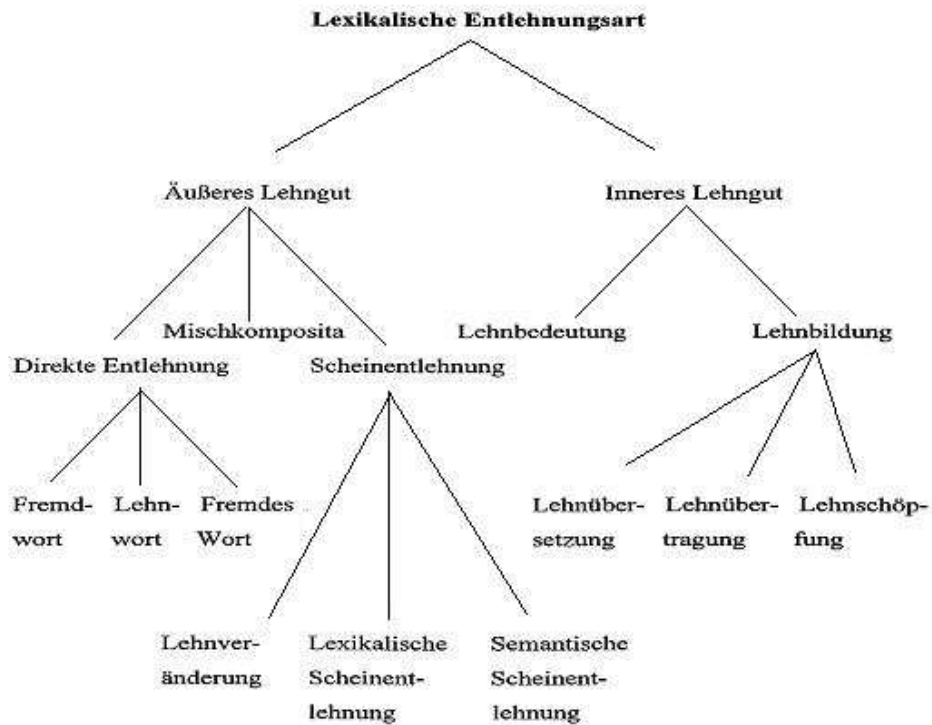 Lexikalische Entlehnungsart
Äußeres Lehngut
Inneres Lehngut
Mischkomposita
Lehnbedeutung
Lehnbildung
Direkte Entlehnung
Scheinentlehnung
Fremd-
wort
Lehn-
wort
Fremdes
Wort
Lehnüber-
setzung
Lehnüber-
tragung
Lehnschöp-
fung
Lehnver-
änderung
Lexikalische
Scheinent-
lehnung
Semantische
Scheinent-
lehnung